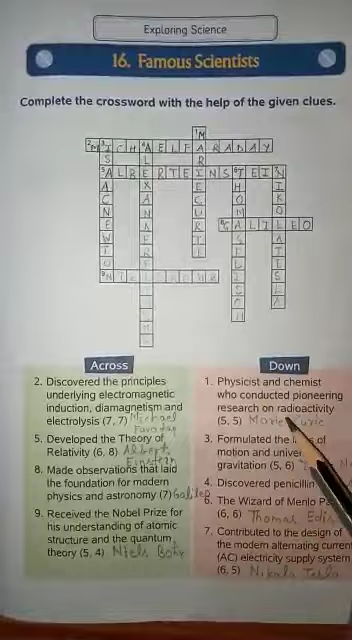 Exploring Science
16. Famous Scientists
Complete the crossword with the help of the given clues.
Across
2. Discovered the principles
underlying electromagnetic
induction, diamagnetism and
electrolysis (7, 7) Michael
Faraday
5. Developed the Theory of
Relativity (6, 8) Albert
Einstein
8. Made observations that laid
the foundation for modern
physics and astronomy (7) Galileo
9. Received the Nobel Prize for
his understanding of atomic
structure and the quantum
theory (5, 4) Niels Bohr
Down
1. Physicist and chemist
who conducted pioneering
research on radioactivity
(5, 5) Marie Curie
3. Formulated the of
motion and
gravitation (5, 6)
4. Discovered penicillin
6. The Wizard of Menlo
(6, 6) Thomas
7. Contributed to the design of
the modern alternating current
(AC) electricity supply system
(6, 5) Nikola Tesla